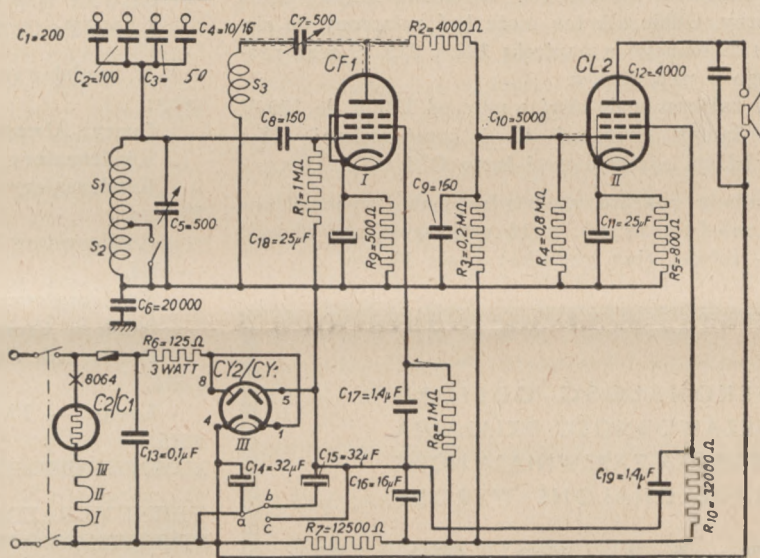 C1=200
C4=10/15
C2=100
C3= 50
C7=500
R2=4000Ω
CF1
CL2
C12=4000
S3
C8=150
C10=5000
I
II
S1
S2
C5=500
R1=1MΩ
C9=150
C18=25µF
R9=500Ω
R3=0,2MΩ
R4=0,8MΩ
C11=25µF
R5=800Ω
C6=20000
R6=125Ω
3 WATT
8064
C2/C1
CY2/CY1
8
5
4
1
III
C17=1,4µF
R8=1MΩ
C13=0,1µF
C14=32µF
C15=32µF
C16=16µF
C19=1,4µF
R10=32000Ω
III
II
I
a
b
c
R7=12500Ω